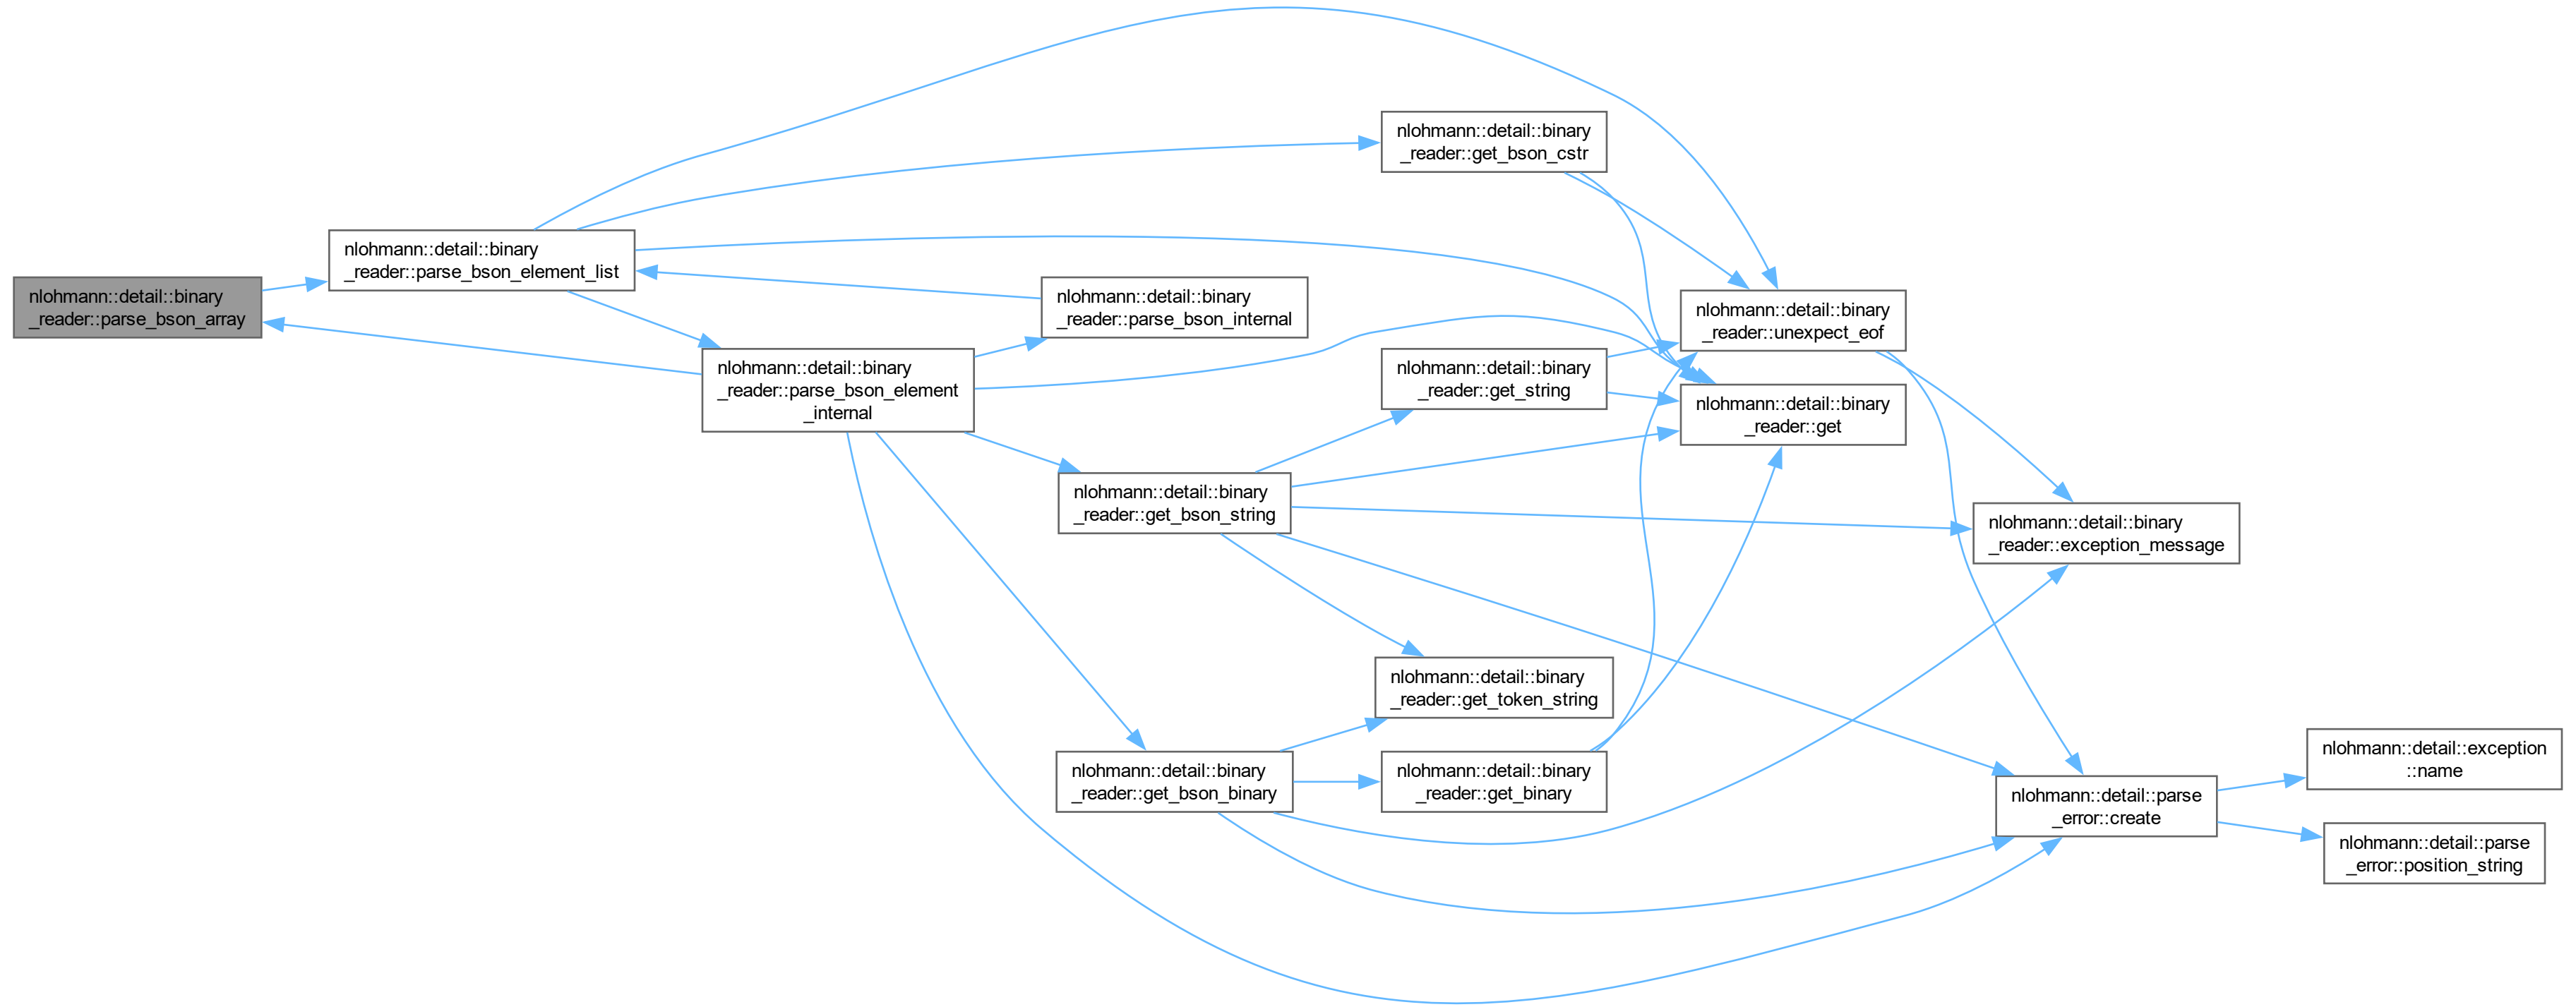 nlohmann::detail::binary
_reader::parse_bson_array
nlohmann::detail::binary
_reader::parse_bson_element_list
nlohmann::detail::binary
_reader::parse_bson_element
_internal
nlohmann::detail::binary
_reader::parse_bson_internal
nlohmann::detail::binary
_reader::get_bson_string
nlohmann::detail::binary
_reader::get_bson_binary
nlohmann::detail::binary
_reader::get_bson_cstr
nlohmann::detail::binary
_reader::get_string
nlohmann::detail::binary
_reader::get_token_string
nlohmann::detail::binary
_reader::get_binary
nlohmann::detail::binary
_reader::unexpect_eof
nlohmann::detail::binary
_reader::get
nlohmann::detail::binary
_reader::exception_message
nlohmann::detail::parse
_error::create
nlohmann::detail::exception
::name
nlohmann::detail::parse
_error::position_string